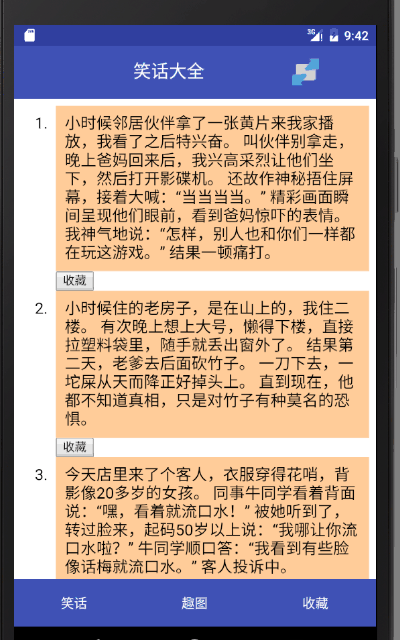 3G 9:42
笑话大全
1. 小时候邻居伙伴拿了一张黄片来我家播
放，我看了之后特兴奋。 叫伙伴别拿走，
晚上爸妈回来后，我兴高采烈让他们坐
下，然后打开影碟机。 还故作神秘捂住屏
幕，接着大喊：“当当当当。” 精彩画面瞬
间呈现他们眼前，看到爸妈惊吓的表情。
我神气地说：“怎样，别人也和你们一样都
在玩这游戏。” 结果一顿痛打。
收藏
2. 小时候住的老房子，是在山上的，我住二
楼。 有次晚上想上大号，懒得下楼，直接
拉塑料袋里，随手就丢出窗外了。 结果第
二天，老爹去后面砍竹子。 一刀下去，一
坨屎从天而降正好掉头上。 直到现在，他
都不知道真相，只是对竹子有种莫名的恐
惧。
收藏
3. 今天店里来了个客人，衣服穿得花哨，背
影像20多岁的女孩。 同事牛同学看着背面
说：“嘿，看着就流口水！” 被她听到了，
转过脸来，起码50岁以上说：“我哪让你流
口水啦？” 牛同学顺口答：“我看到有些脸
像话梅就流口水。” 客人投诉中。
笑话 趣图 收藏